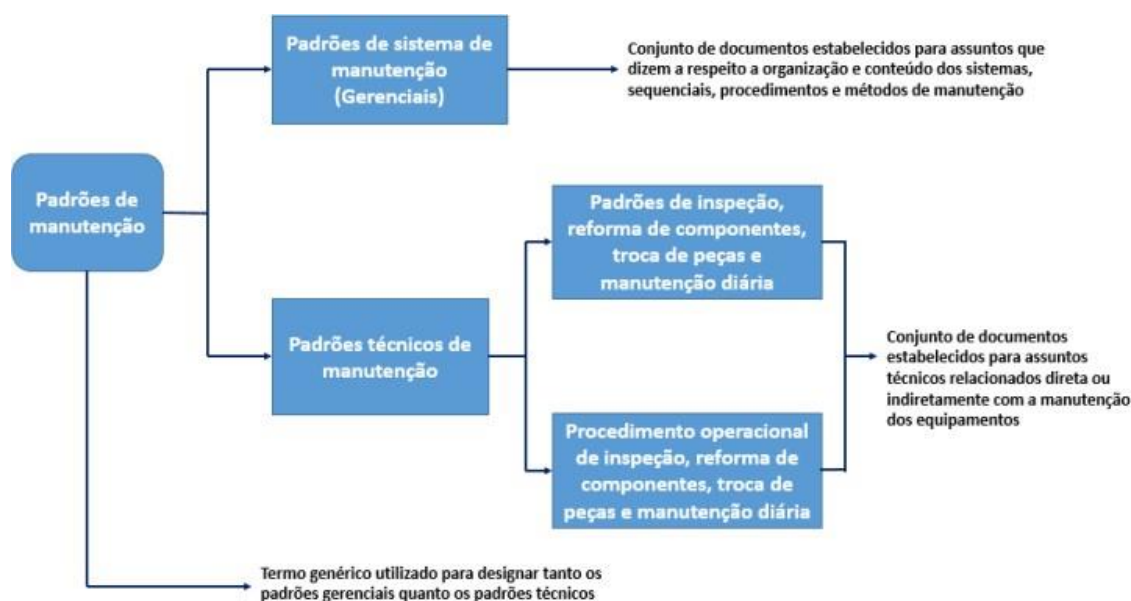 Padrões de sistema de
manutenção
(Gerenciais)
Conjunto de documentos estabelecidos para assuntos que
dizem a respeito a organização e conteúdo dos sistemas,
sequenciais, procedimentos e métodos de manutenção
Padrões de
manutenção
Padrões de inspeção,
reforma de componentes,
troca de peças e
manutenção diária
Padrões técnicos de
manutenção
Conjunto de documentos
estabelecidos para assuntos
técnicos relacionados direta ou
indiretamente com a manutenção
dos equipamentos
Procedimento operacional
de inspeção, reforma de
componentes, troca de
peças e manutenção diária
Termo genérico utilizado para designar tanto os
padrões gerenciais quanto os padrões técnicos